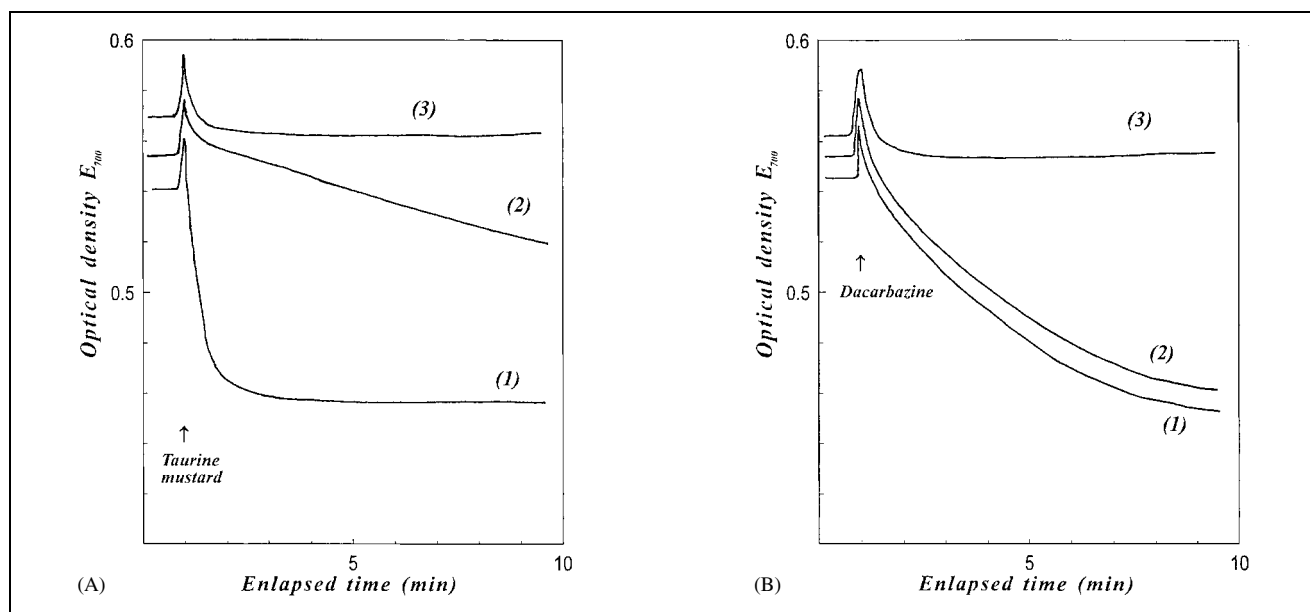 0.6
(3)
(2)
Optical density E700
0.5
(1)
↑
Taurine
mustard
5
10
(A)
Enlapsed time (min)
0.6
(3)
Optical density E700
0.5
↑
Dacarbazine
(2)
(1)
5
10
(B)
Enlapsed time (min)